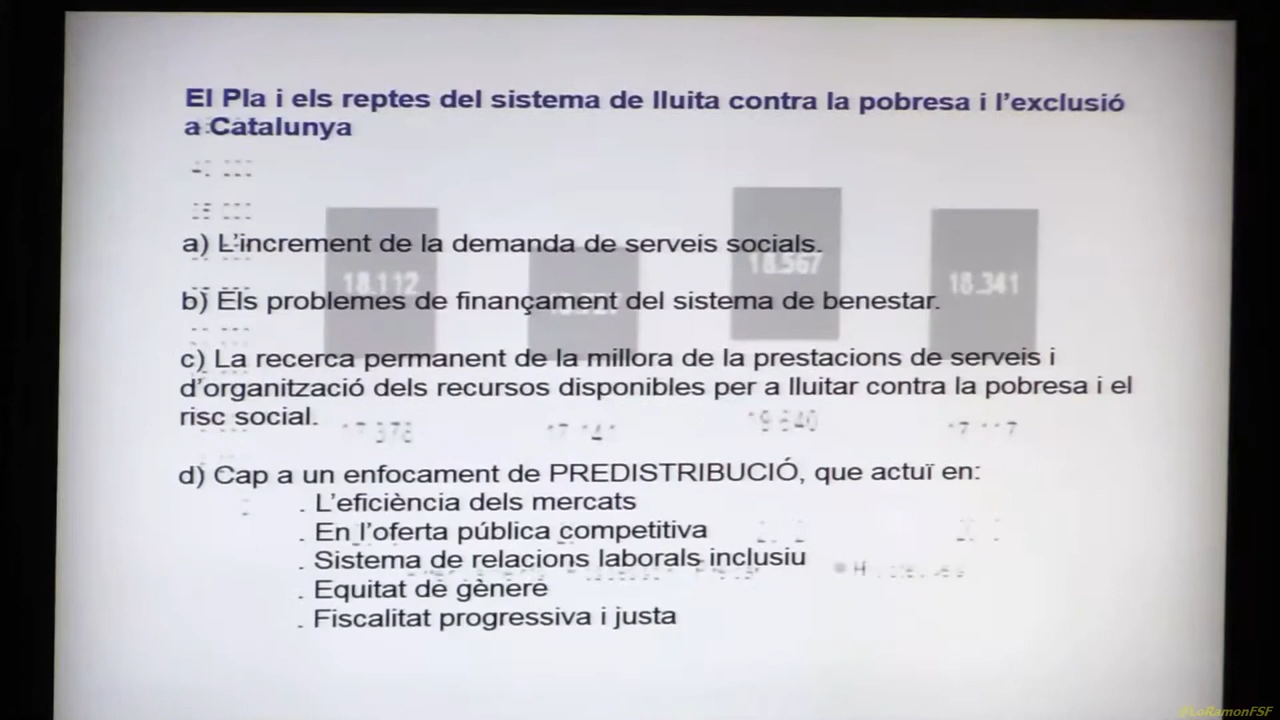 El Pla i els reptes del sistema de lluita contra la pobresa i l'exclusió
a Catalunya
a) L'increment de la demanda de serveis socials.
18.112
18.567
18.341
b) Els problemes de finançament del sistema de benestar.
c) La recerca permanent de la millora de la prestacions de serveis i
d'organització dels recursos disponibles per a lluitar contra la pobresa i el
risc social.
d) Cap a un enfocament de PREDISTRIBUCIÓ, que actuï en:
. L'eficiència dels mercats
. En l'oferta pública competitiva
. Sistema de relacions laborals inclusiu
. Equitat de gènere
. Fiscalitat progressiva i justa
@LoRamonFSF